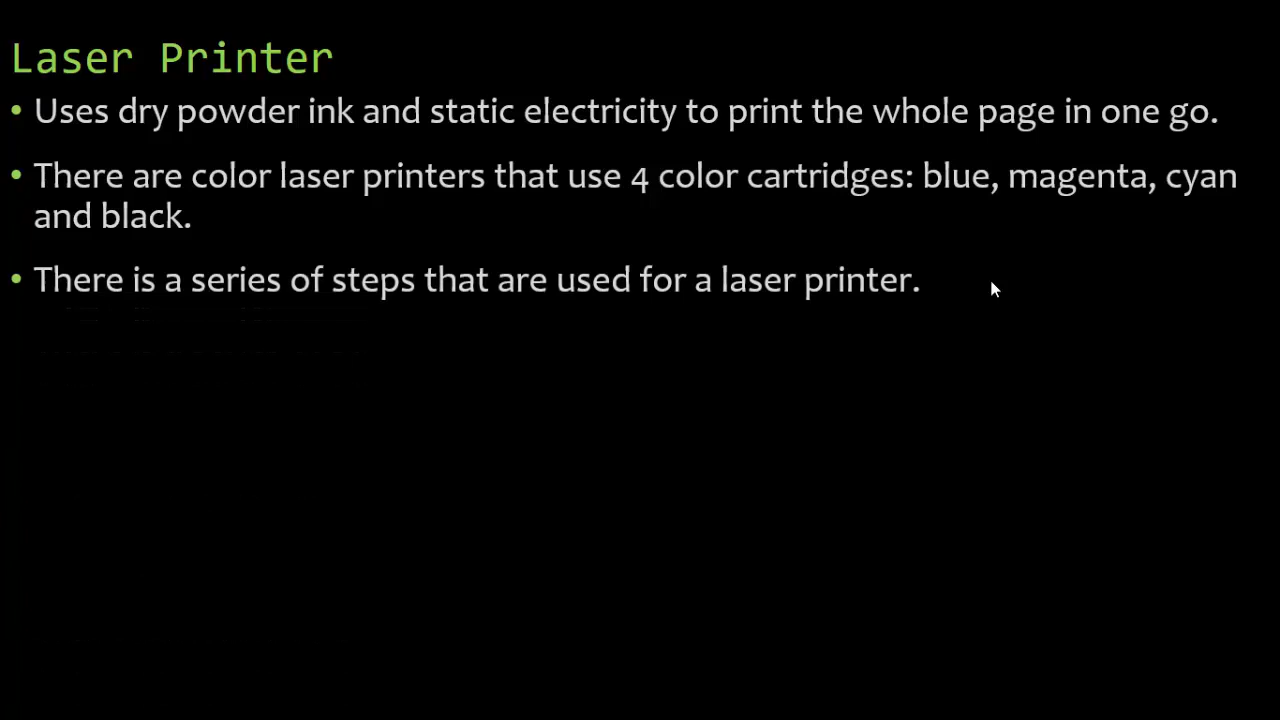 Laser Printer
• Uses dry powder ink and static electricity to print the whole page in one go.
• There are color laser printers that use 4 color cartridges: blue, magenta, cyan
and black.
• There is a series of steps that are used for a laser printer.